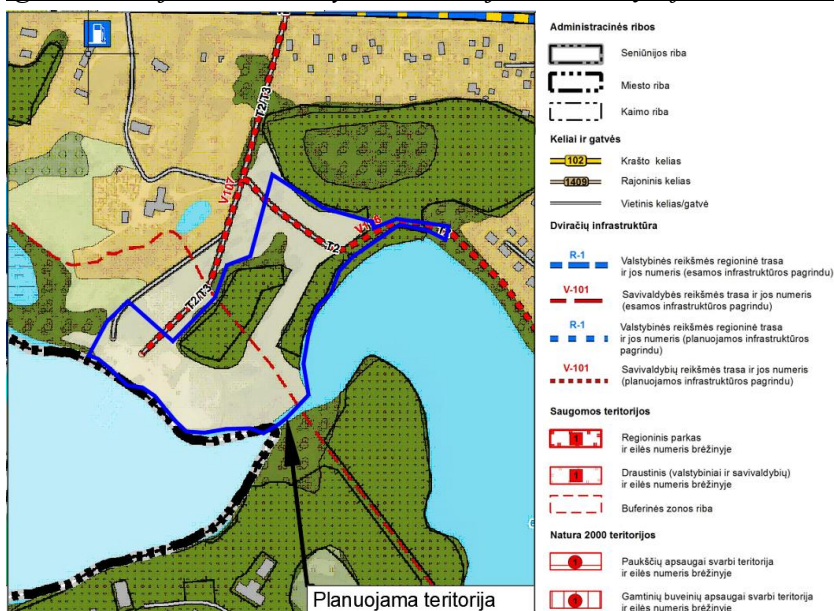 T2/T3
V107
T2
T2/T3
Planuojama teritorija
Administracinės ribos
Seniūnijos riba
Miesto riba
Kaimo riba
Keliai ir gatvės
102 Krašto kelias
1409 Rajoninis kelias
Vietinis kelias/gatvė
Dviračių infrastruktūra
R-1 Valstybinės reikšmės regioninė trasa
ir jos numeris (esamos infrastruktūros pagrindu)
V-101 Savivaldybės reikšmės trasa ir jos numeris
(esamos infrastruktūros pagrindu)
R-1 Valstybinės reikšmės regioninė trasa
ir jos numeris (planuojamos infrastruktūros
pagrindu)
V-101 Savivaldybių reikšmės trasa ir jos numeris
(planuojamos infrastruktūros pagrindu)
Saugomos teritorijos
1 Regioninis parkas
ir eilės numeris brėžinyje
1 Draustinis (valstybiniai ir savivaldybių)
ir eilės numeris brėžinyje
Buferinės zonos riba
Natura 2000 teritorijos
1 Paukščių apsaugai svarbi teritorija
ir eilės numeris brėžinyje
1 Gamtinių buveinių apsaugai svarbi teritorija
ir eilės numeris brėžinyje